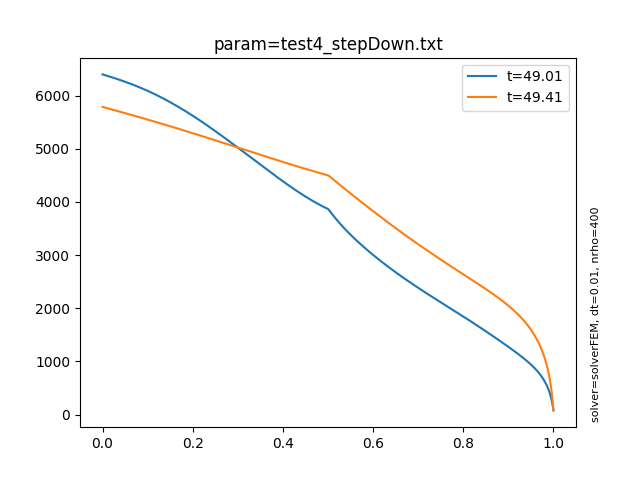 param=test4_stepDown.txt
t=49.01
t=49.41
6000
5000
4000
3000
2000
1000
0
0.0 0.2 0.4 0.6 0.8 1.0
solver=solverFEM, dt=0.01, nrho=400